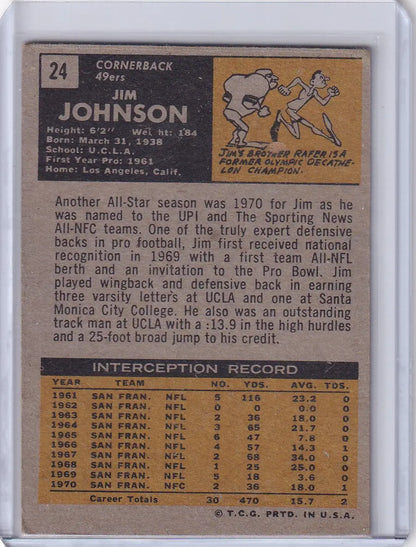 24
CORNERBACK
49ers
JIM
JOHNSON
Height: 6'2" Weight: 184
Born: March 31, 1938
School: U.C.L.A.
First Year Pro: 1961
Home: Los Angeles, Calif.
JIM'S BROTHER RAFER IS A
FORMER OLYMPIC DECATHE-
LON CHAMPION.
Another All-Star season was 1970 for Jim as he
was named to the UPI and The Sporting News
All-NFC teams. One of the truly expert defensive
backs in pro football, Jim first received national
recognition in 1969 with a first team All-NFL
berth and an invitation to the Pro Bowl. Jim
played wingback and defensive back in earning
three varsity letters at UCLA and one at Santa
Monica City College. He also was an outstanding
track man at UCLA with a :13.9 in the high hurdles
and a 25-foot broad jump to his credit.
INTERCEPTION RECORD
YEAR TEAM NO. YDS. AVG. TDS.
1961 SAN FRAN. NFL 5 116 23.2 0
1962 SAN FRAN. NFL 0 0 0.0 0
1963 SAN FRAN. NFL 2 36 18.0 0
1964 SAN FRAN. NFL 3 65 21.7 0
1965 SAN FRAN. NFL 6 47 7.8 0
1966 SAN FRAN. NFL 4 57 14.3 1
1967 SAN FRAN. NFL 2 68 34.0 0
1968 SAN FRAN. NFL 1 25 25.0 0
1969 SAN FRAN. NFL 5 18 3.6 0
1970 SAN FRAN. NFC 2 36 18.0 1
Career Totals 30 470 15.7 2
© T.C.G. PRTD. IN U.S.A.